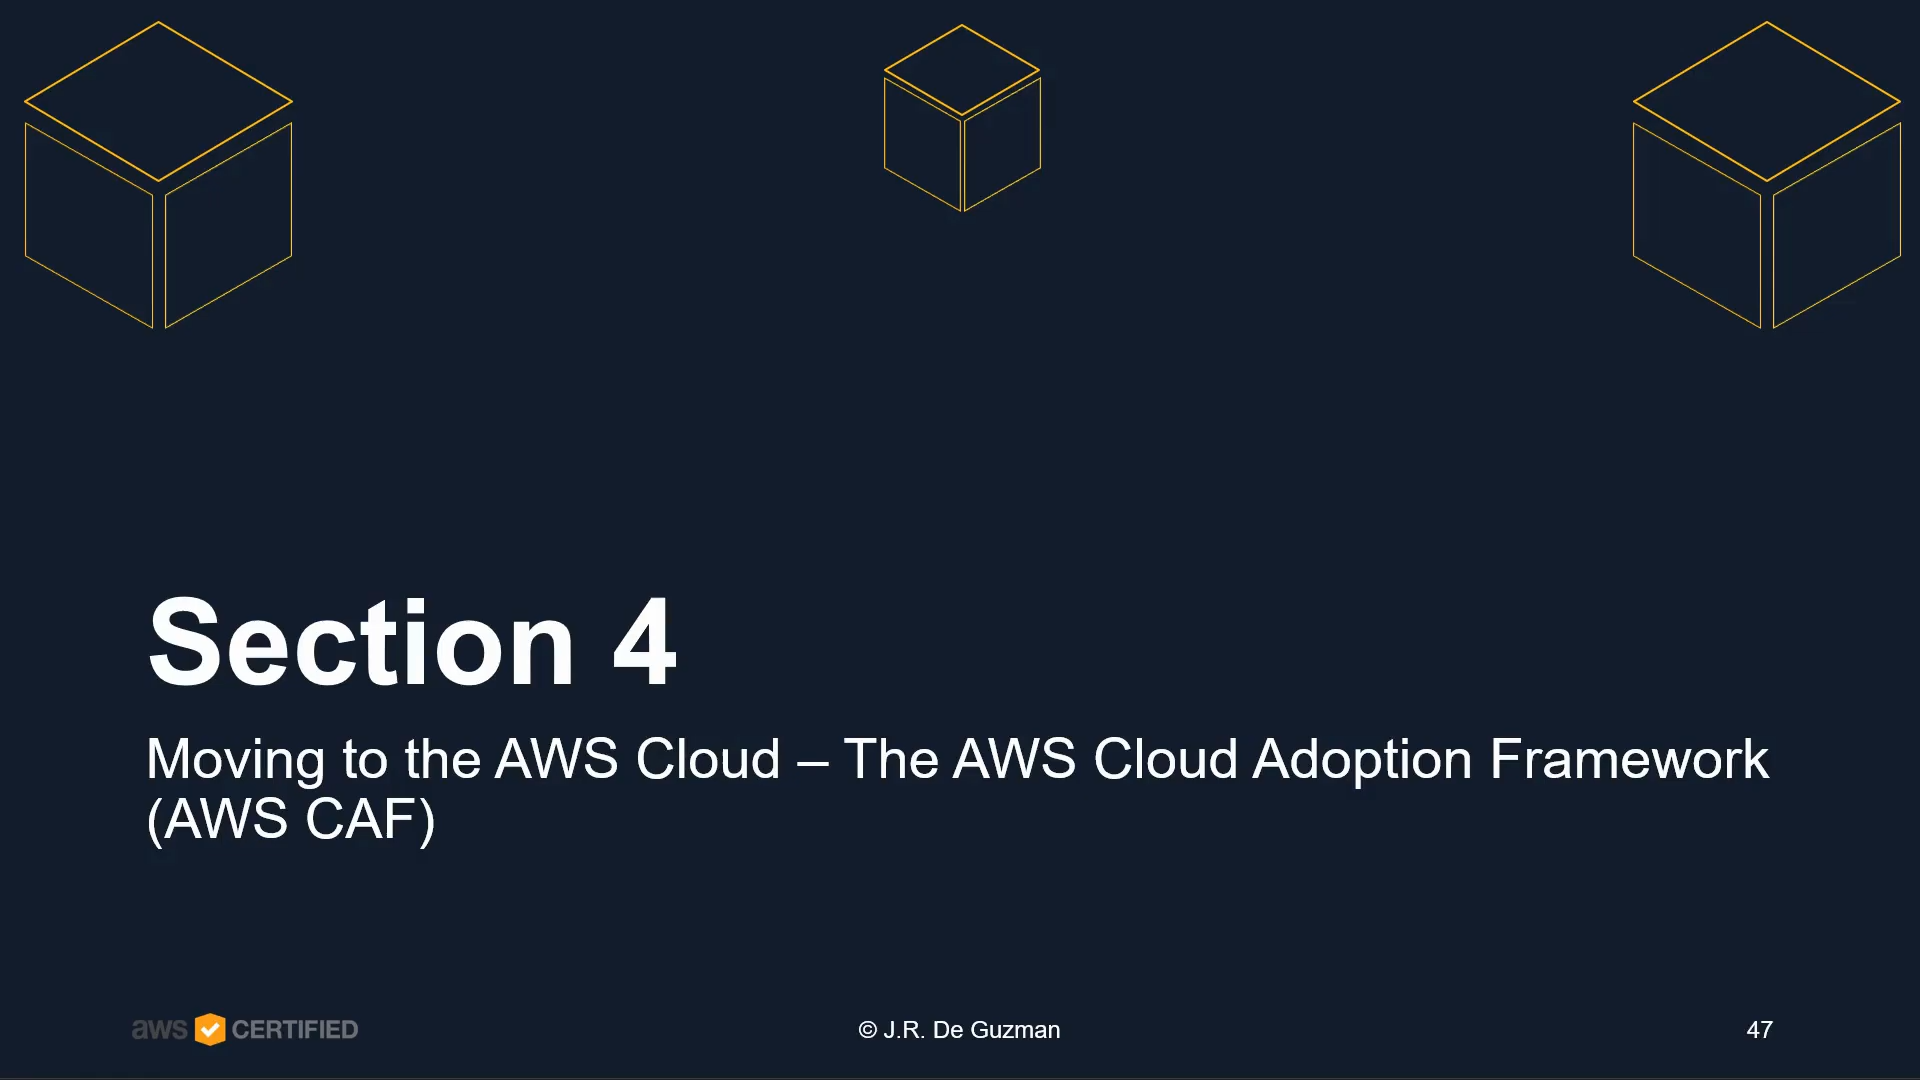 Section 4
Moving to the AWS Cloud – The AWS Cloud Adoption Framework
(AWS CAF)
aws CERTIFIED
© J.R. De Guzman
47